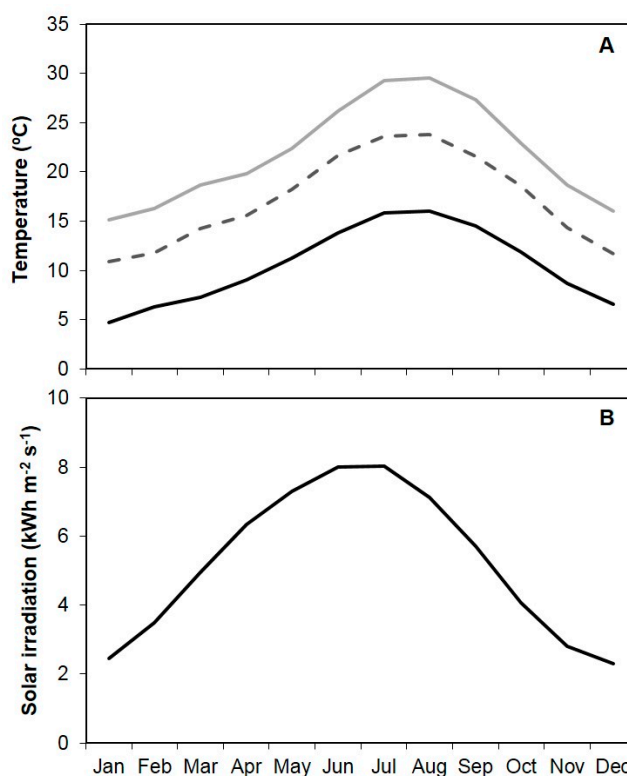 A
Temperature (ºC)
35
30
25
20
15
10
5
0
B
Solar irradiation (kWh m⁻² s⁻¹)
10
8
6
4
2
0
Jan Feb Mar Apr May Jun Jul Aug Sep Oct Nov Dec